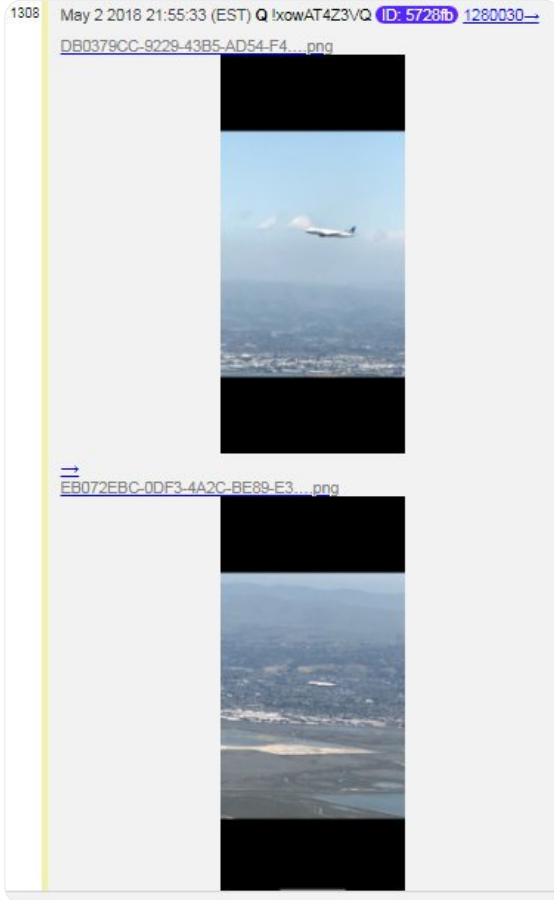 1308
May 2 2018 21:55:33 (EST) Q !xowAT4Z3VQ ID: 5728fb 1280030→
DB0379CC-9229-43B5-AD54-F4....png
→
EB072EBC-0DF3-4A2C-BE89-E3....png